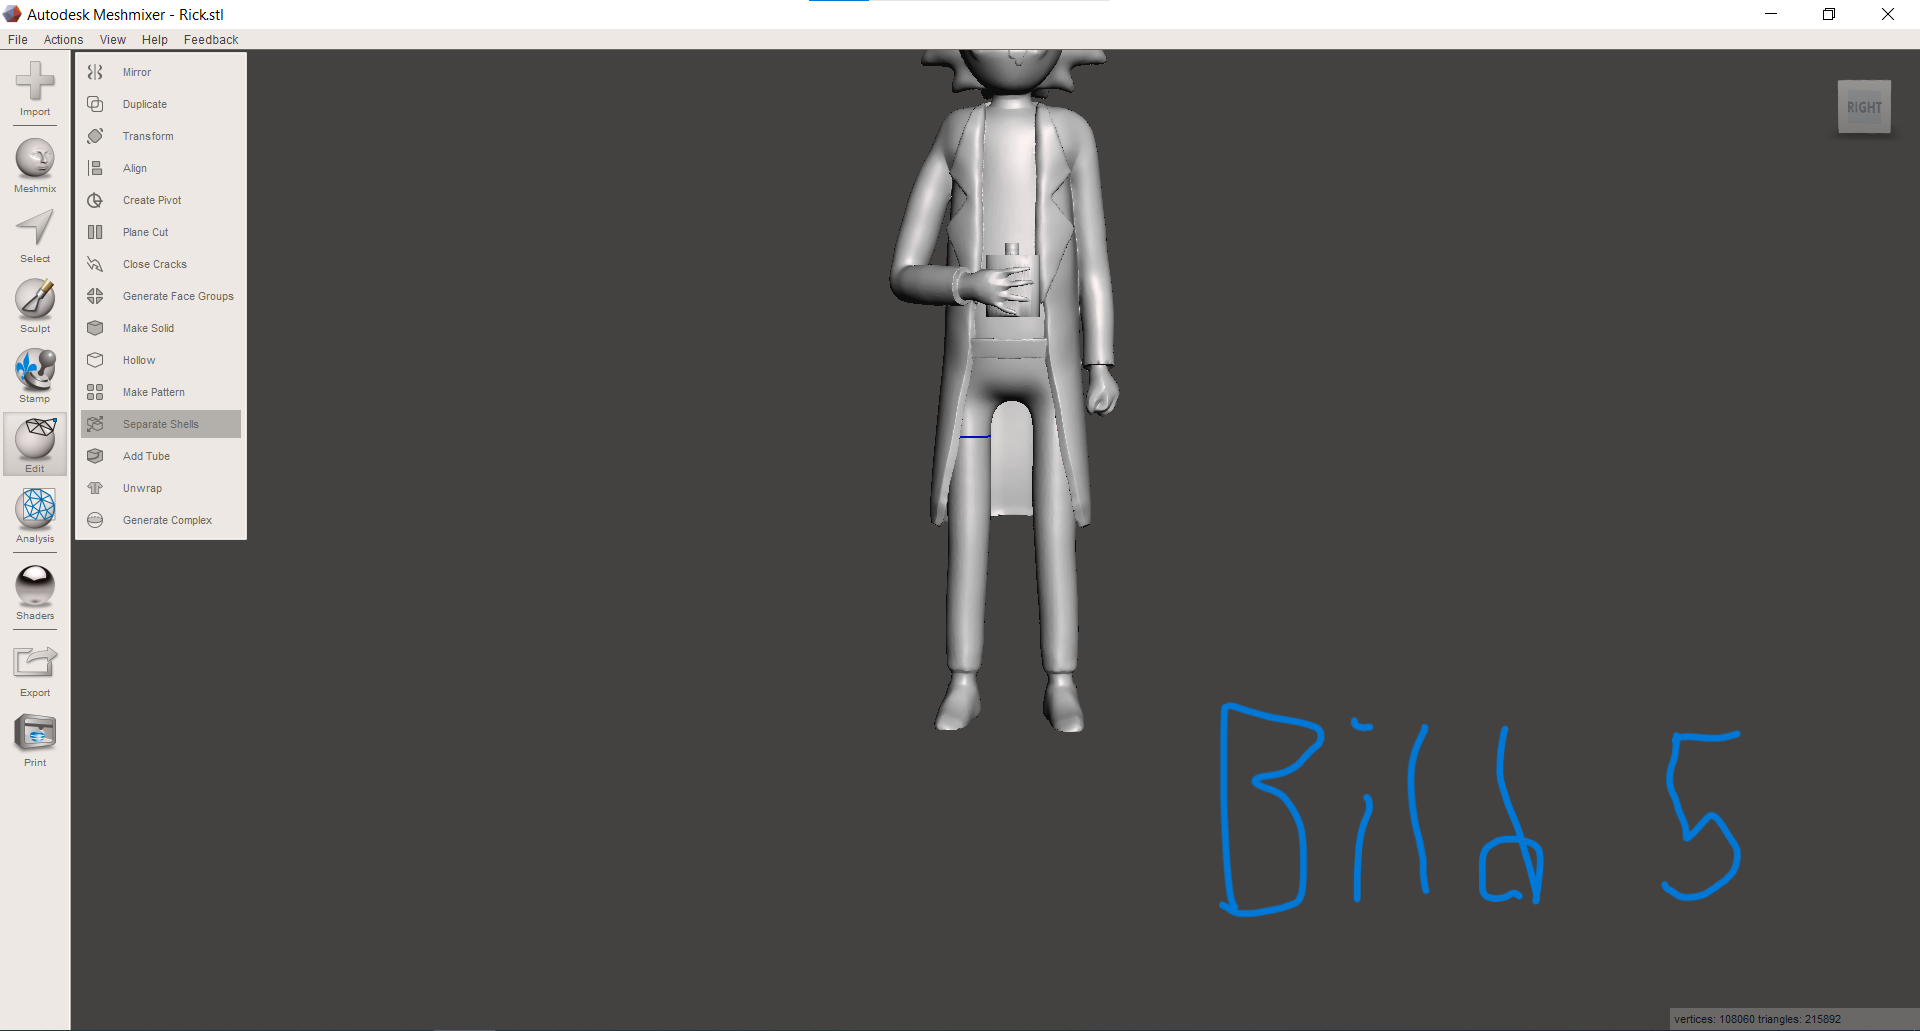 Autodesk Meshmixer - Rick.stl
File Actions View Help Feedback
Import
Meshmix
Select
Sculpt
Stamp
Edit
Analysis
Shaders
Export
Print
Mirror
Duplicate
Transform
Align
Create Pivot
Plane Cut
Close Cracks
Generate Face Groups
Make Solid
Hollow
Make Pattern
Separate Shells
Add Tube
Unwrap
Generate Complex
RIGHT
Bild 5
vertices: 108060 triangles: 215892